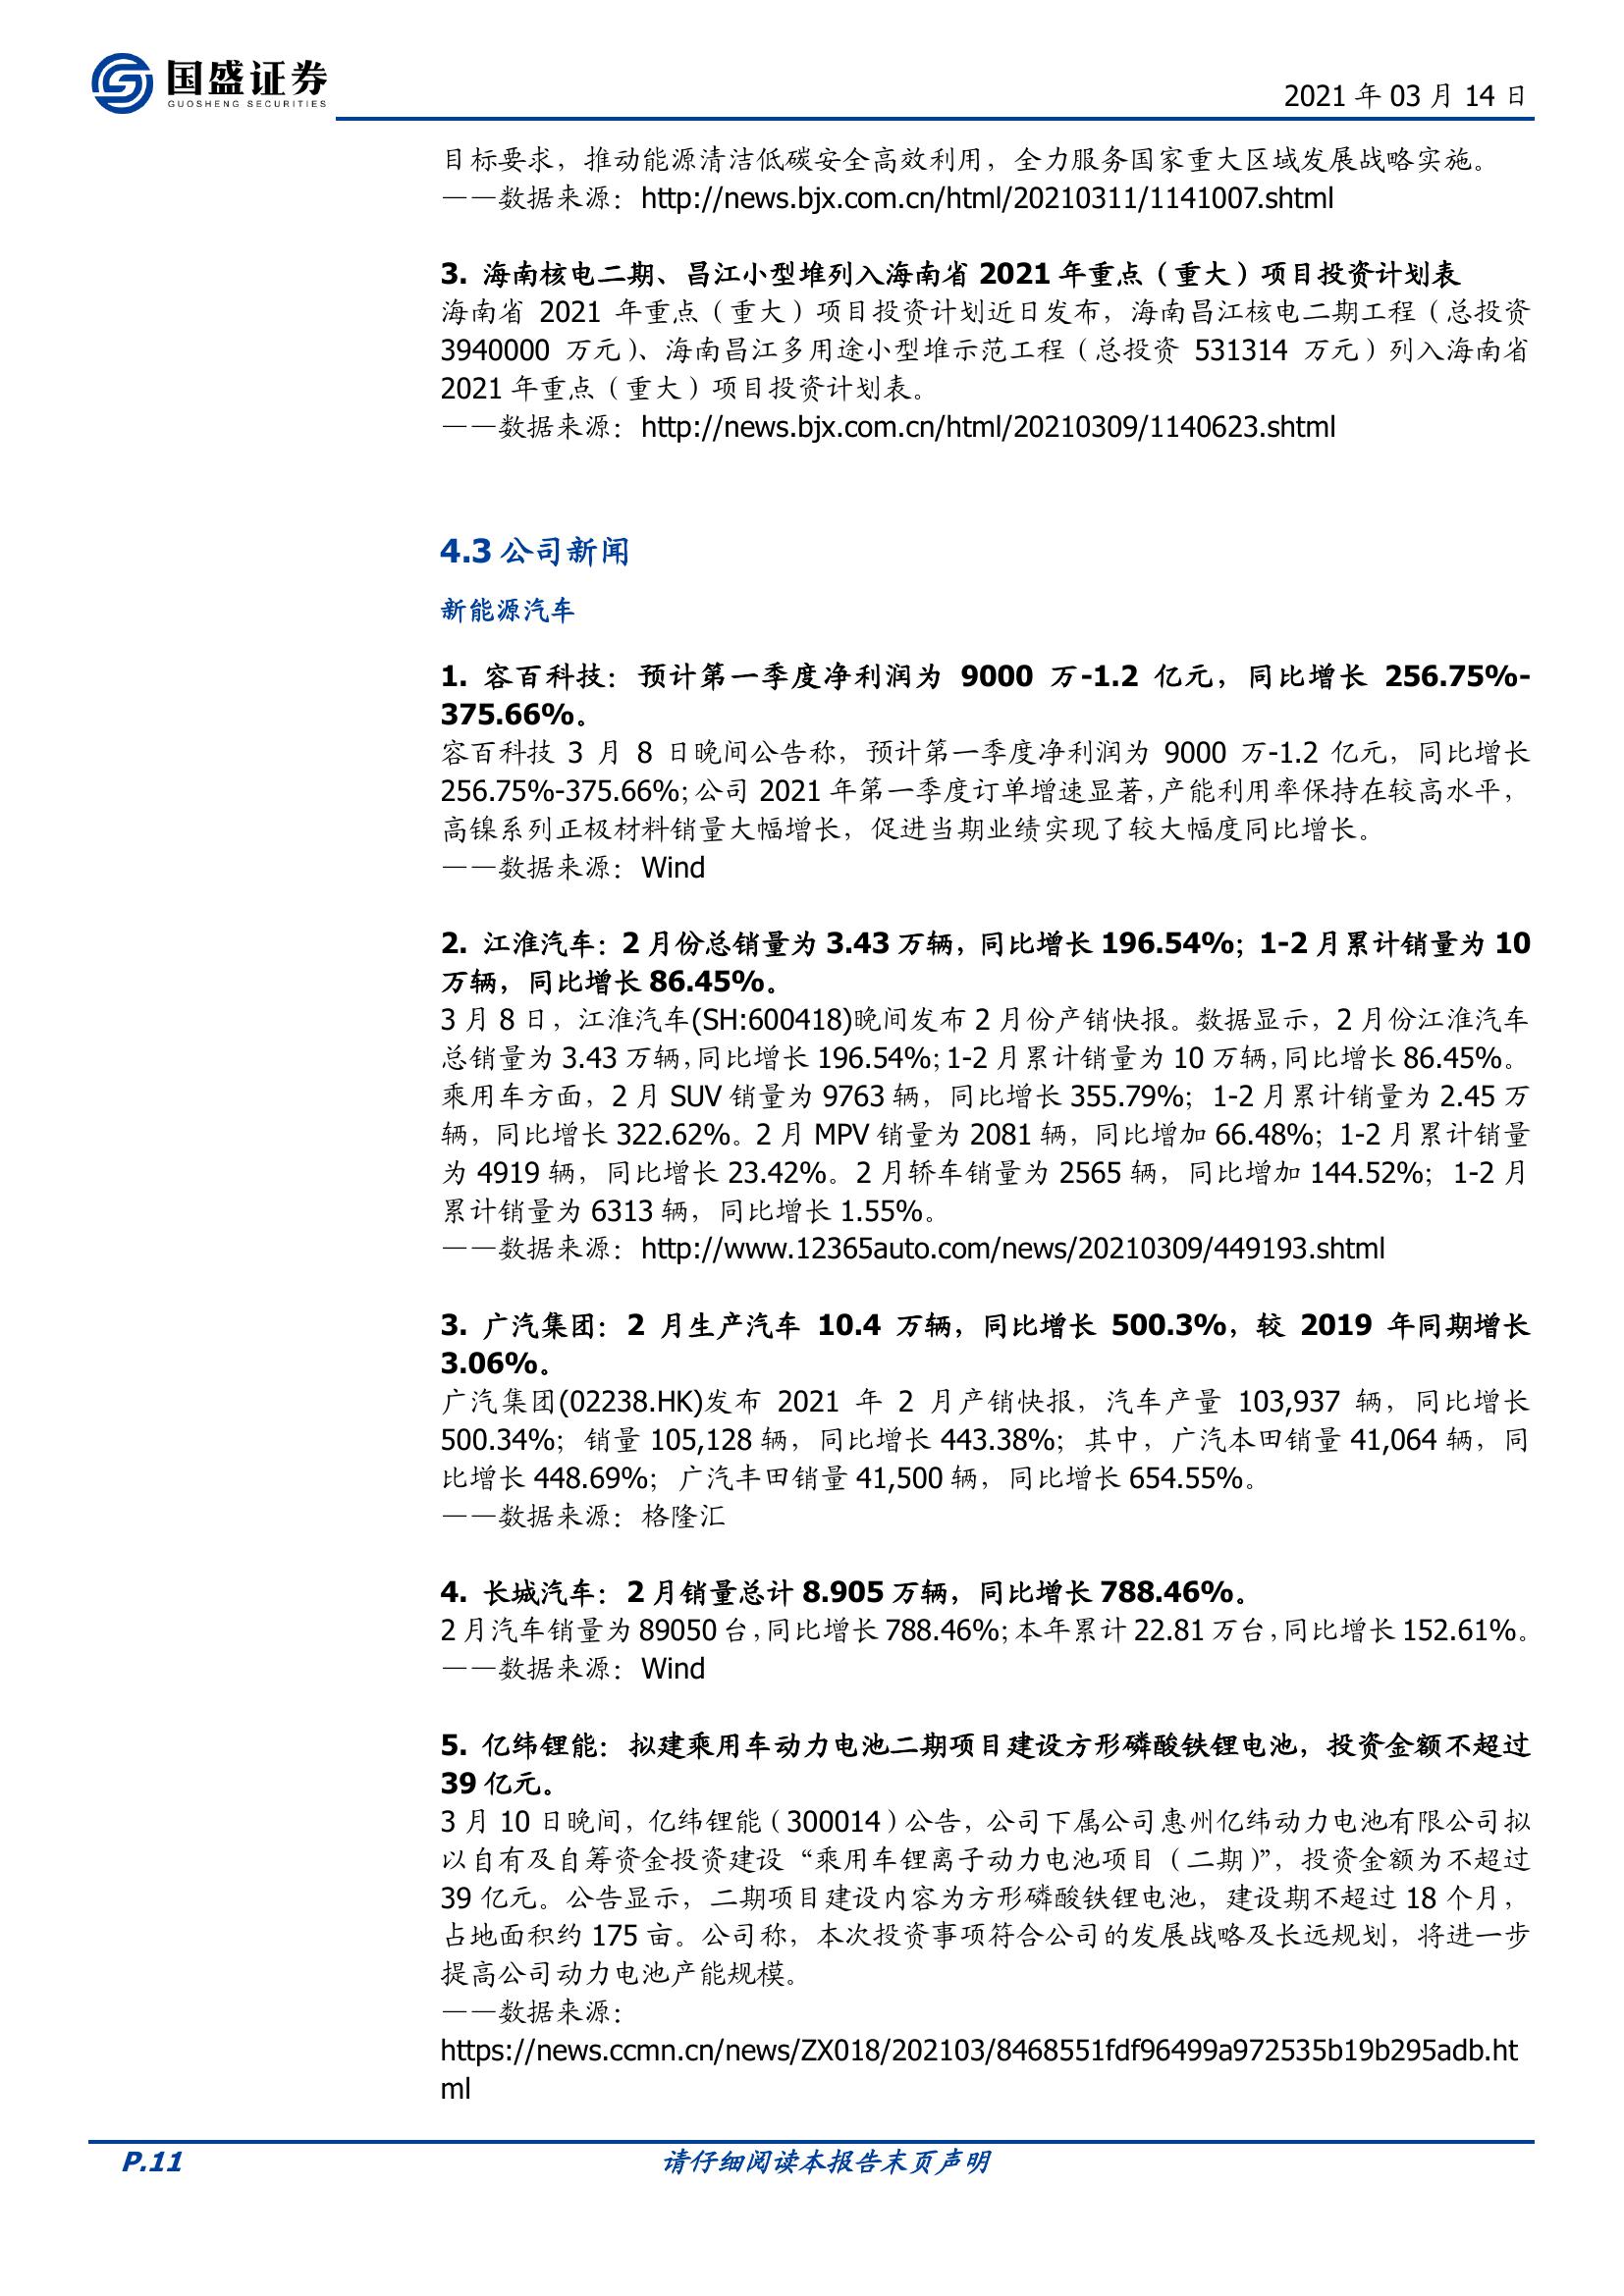 国盛证券
GUOSHENG SECURITIES
2021 年 03 月 14 日
目标要求，推动能源清洁低碳安全高效利用，全力服务国家重大区域发展战略实施。
——数据来源：http://news.bjx.com.cn/html/20210311/1141007.shtml
3. 海南核电二期、昌江小型堆列入海南省 2021 年重点（重大）项目投资计划表
海南省 2021 年重点（重大）项目投资计划近日发布，海南昌江核电二期工程（总投资
3940000 万元）、海南昌江多用途小型堆示范工程（总投资 531314 万元）列入海南省
2021 年重点（重大）项目投资计划表。
——数据来源：http://news.bjx.com.cn/html/20210309/1140623.shtml
4.3 公司新闻
新能源汽车
1. 容百科技：预计第一季度净利润为 9000 万-1.2 亿元，同比增长 256.75%-
375.66%。
容百科技 3 月 8 日晚间公告称，预计第一季度净利润为 9000 万-1.2 亿元，同比增长
256.75%-375.66%；公司 2021 年第一季度订单增速显著，产能利用率保持在较高水平，
高镍系列正极材料销量大幅增长，促进当期业绩实现了较大幅度同比增长。
——数据来源：Wind
2. 江淮汽车：2 月份总销量为 3.43 万辆，同比增长 196.54%；1-2 月累计销量为 10
万辆，同比增长 86.45%。
3 月 8 日，江淮汽车(SH:600418)晚间发布 2 月份产销快报。数据显示，2 月份江淮汽车
总销量为 3.43 万辆，同比增长 196.54%；1-2 月累计销量为 10 万辆，同比增长 86.45%。
乘用车方面，2 月 SUV 销量为 9763 辆，同比增长 355.79%；1-2 月累计销量为 2.45 万
辆，同比增长 322.62%。2 月 MPV 销量为 2081 辆，同比增加 66.48%；1-2 月累计销量
为 4919 辆，同比增长 23.42%。2 月轿车销量为 2565 辆，同比增加 144.52%；1-2 月
累计销量为 6313 辆，同比增长 1.55%。
——数据来源：http://www.12365auto.com/news/20210309/449193.shtml
3. 广汽集团：2 月生产汽车 10.4 万辆，同比增长 500.3%，较 2019 年同期增长
3.06%。
广汽集团(02238.HK)发布 2021 年 2 月产销快报，汽车产量 103,937 辆，同比增长
500.34%；销量 105,128 辆，同比增长 443.38%；其中，广汽本田销量 41,064 辆，同
比增长 448.69%；广汽丰田销量 41,500 辆，同比增长 654.55%。
——数据来源：格隆汇
4. 长城汽车：2 月销量总计 8.905 万辆，同比增长 788.46%。
2 月汽车销量为 89050 台，同比增长 788.46%；本年累计 22.81 万台，同比增长 152.61%。
——数据来源：Wind
5. 亿纬锂能：拟建乘用车动力电池二期项目建设方形磷酸铁锂电池，投资金额不超过
39 亿元。
3 月 10 日晚间，亿纬锂能（300014）公告，公司下属公司惠州亿纬动力电池有限公司拟
以自有及自筹资金投资建设“乘用车锂离子动力电池项目（二期）”，投资金额为不超过
39 亿元。公告显示，二期项目建设内容为方形磷酸铁锂电池，建设期不超过 18 个月，
占地面积约 175 亩。公司称，本次投资事项符合公司的发展战略及长远规划，将进一步
提高公司动力电池产能规模。
——数据来源：
https://news.ccmn.cn/news/ZX018/202103/8468551fdf96499a972535b19b295adb.ht
ml
P.11
请仔细阅读本报告末页声明